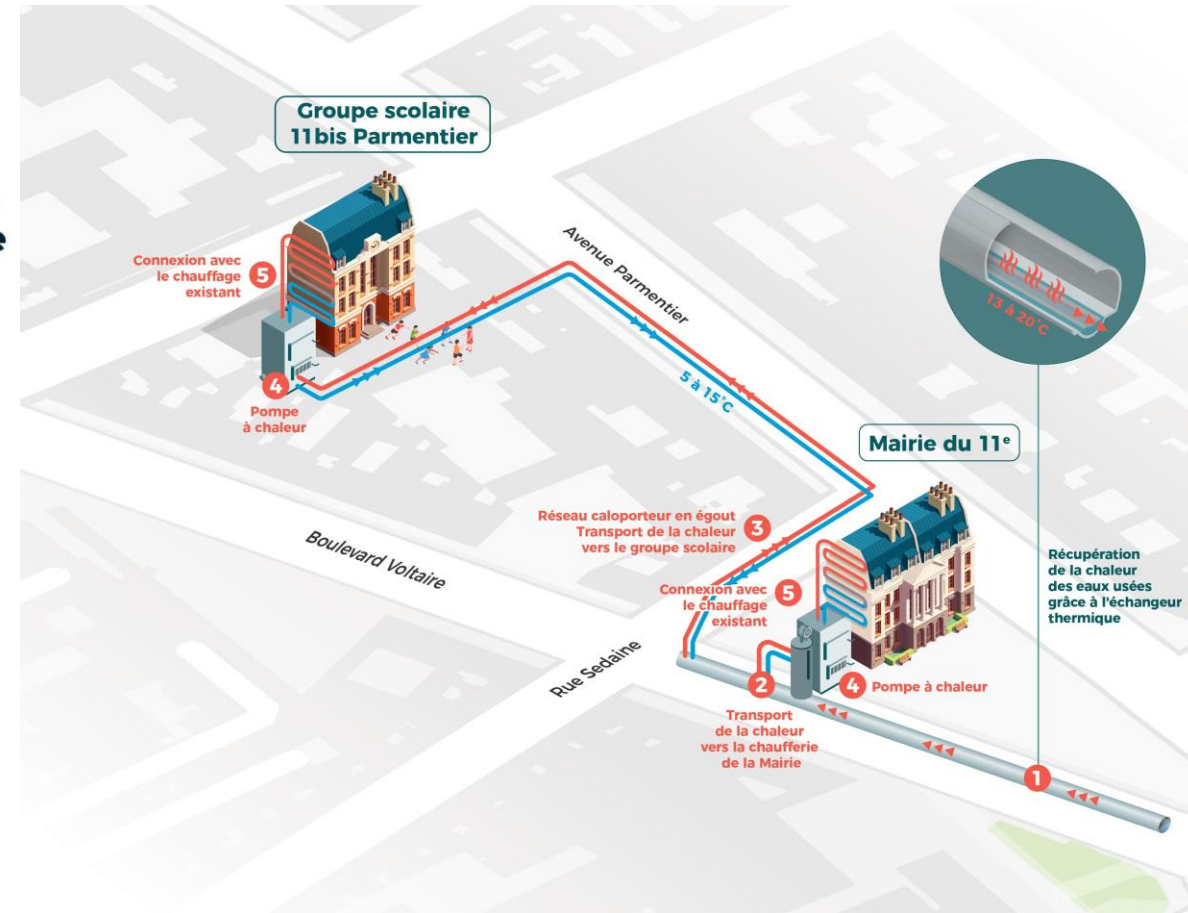 e
Groupe scolaire
11bis Parmentier
Connexion avec
le chauffage
existant
5
4
Pompe
à chaleur
Avenue Parmentier
5 à 15°C
13 à 20°C
Mairie du 11e
Réseau caloporteur en égout
Transport de la chaleur
vers le groupe scolaire
3
Boulevard Voltaire
Connexion avec
le chauffage
existant
5
Récupération
de la chaleur
des eaux usées
grâce à l'échangeur
thermique
Rue Sedaine
2
Transport
de la chaleur
vers la chaufferie
de la Mairie
4 Pompe à chaleur
1